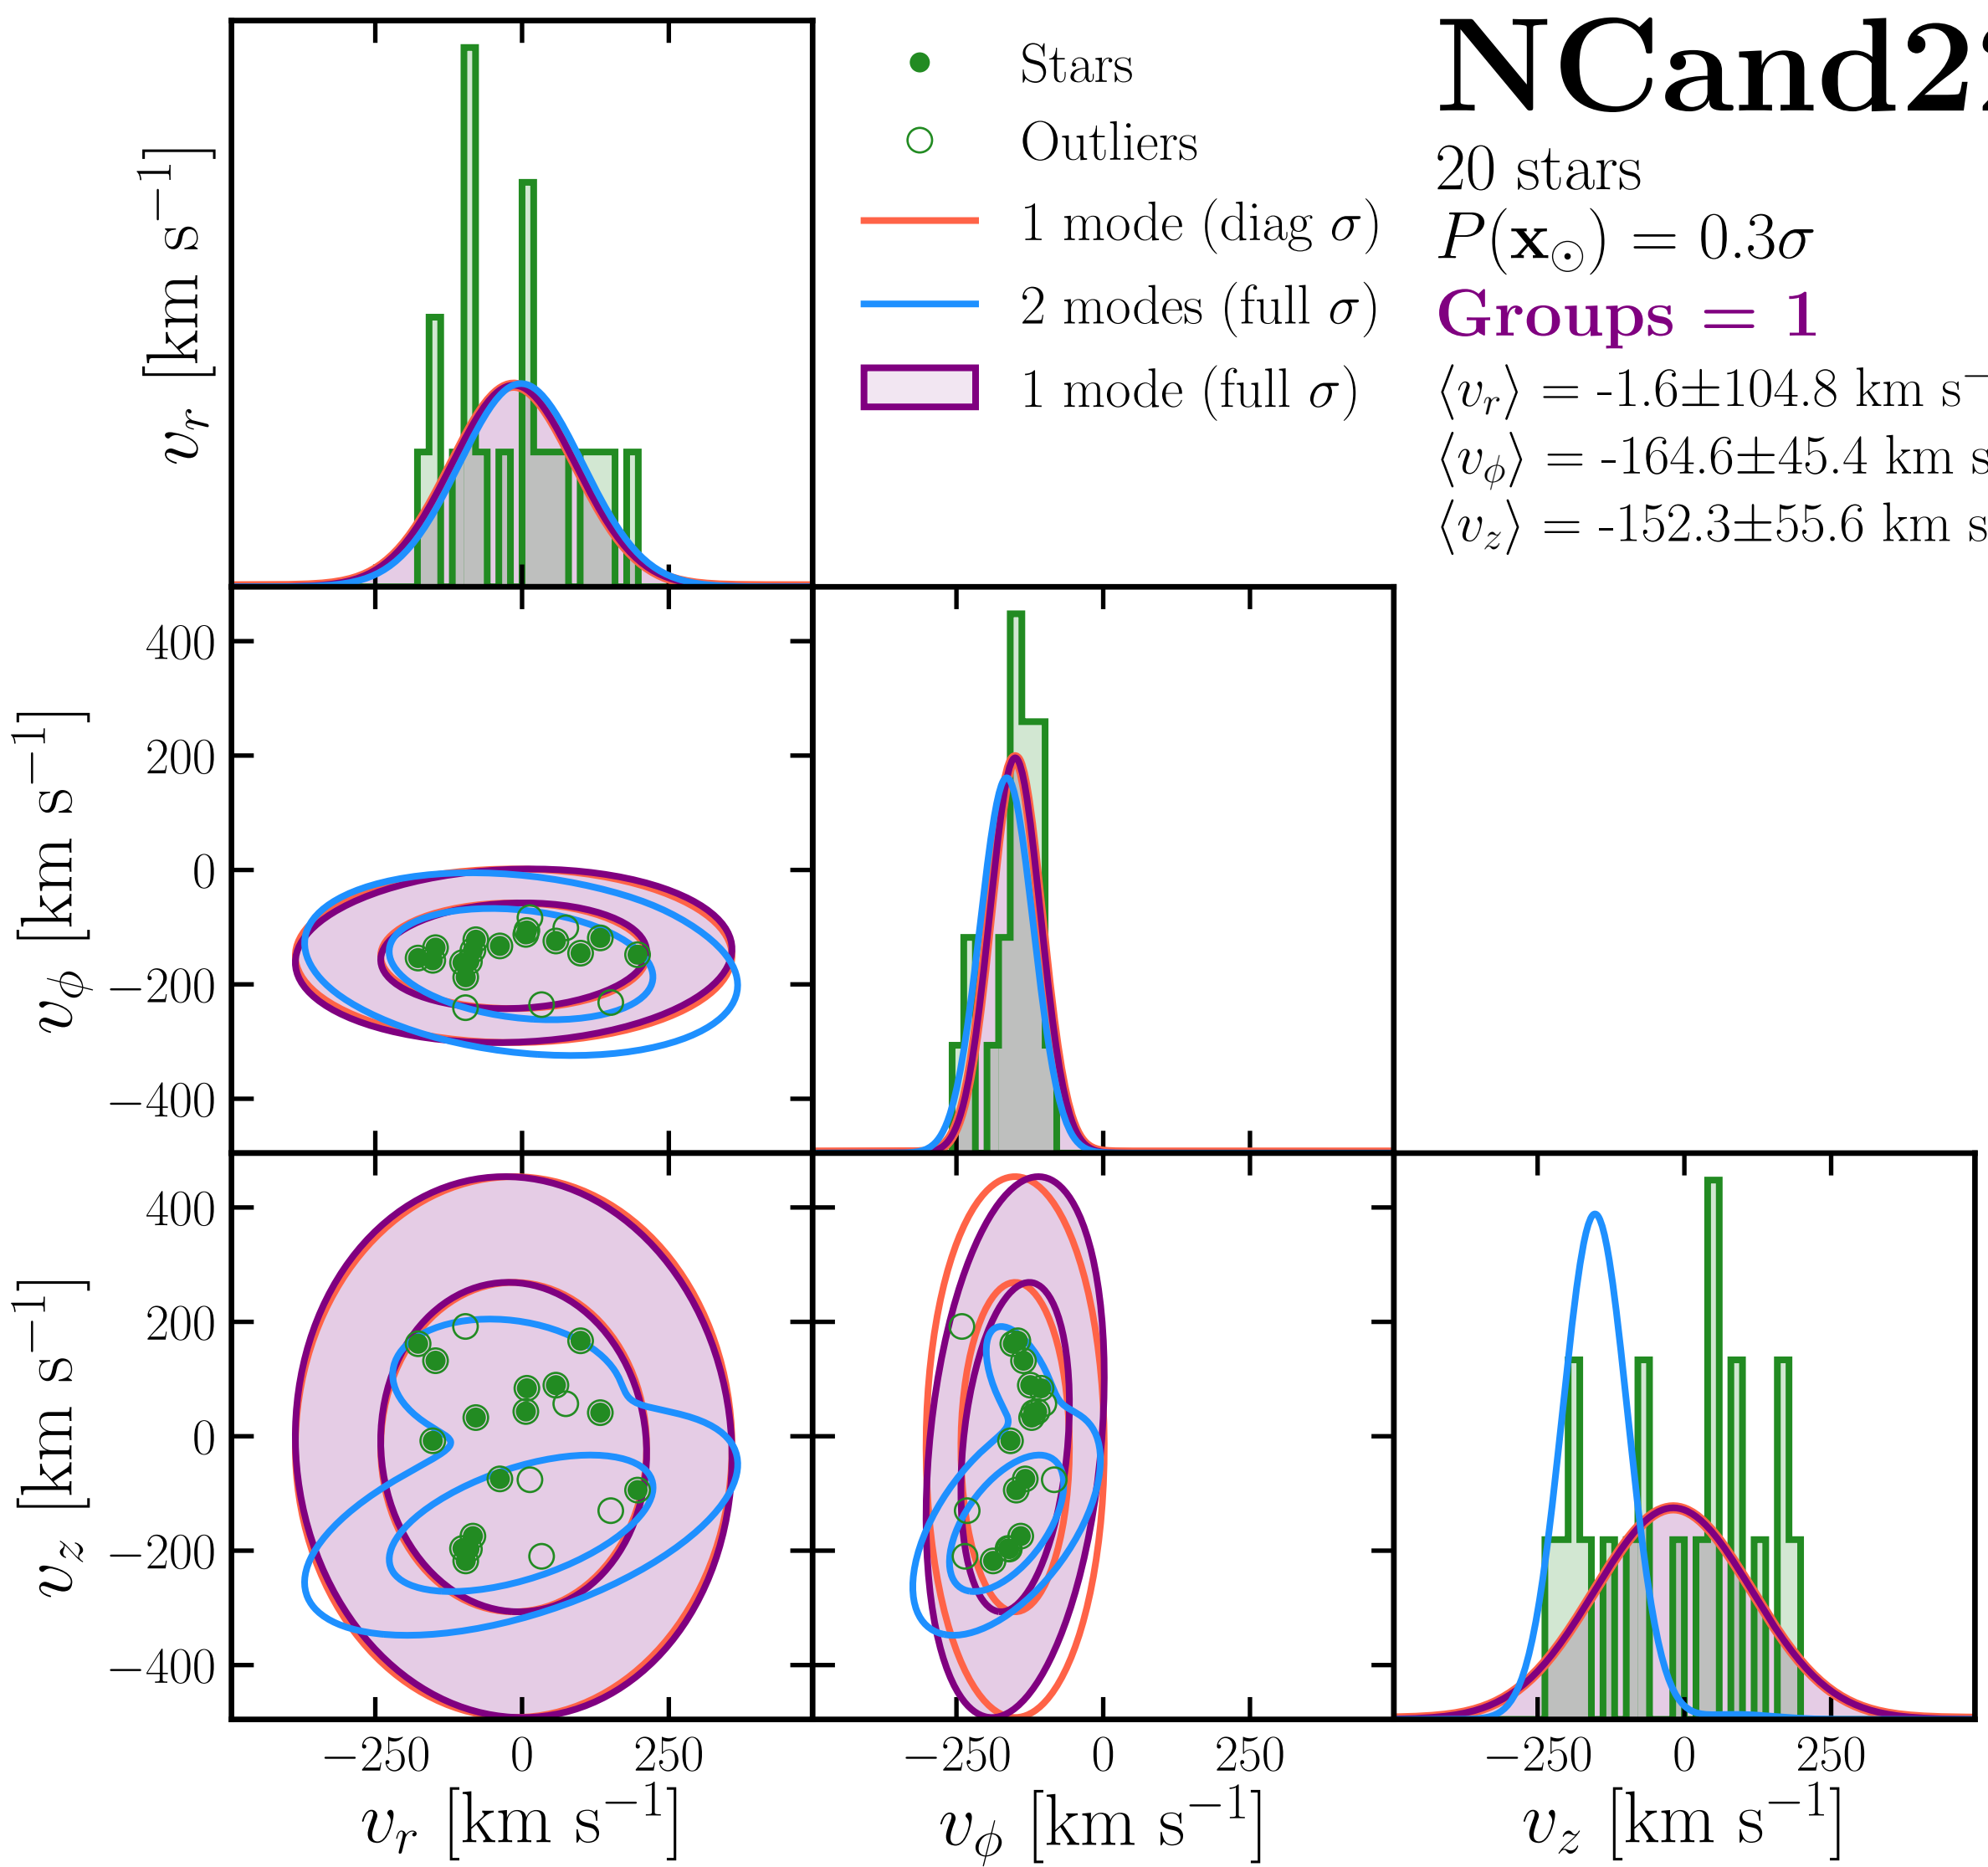 NCand22
20 stars
P(x⊙) = 0.3σ
Groups = 1
⟨v_r⟩ = -1.6±104.8 km s⁻
⟨v_ϕ⟩ = -164.6±45.4 km s
⟨v_z⟩ = -152.3±55.6 km s
Stars
Outliers
1 mode (diag σ)
2 modes (full σ)
1 mode (full σ)
v_r [km s⁻¹]
400
200
0
−200
−400
v_ϕ [km s⁻¹]
400
200
0
−200
−400
v_z [km s⁻¹]
−250 0 250
−250 0 250
−250 0 250
v_r [km s⁻¹]
v_ϕ [km s⁻¹]
v_z [km s⁻¹]